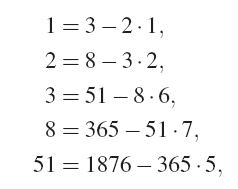 1 = 3 − 2 · 1,
2 = 8 − 3 · 2,
3 = 51 − 8 · 6,
8 = 365 − 51 · 7,
51 = 1876 − 365 · 5,